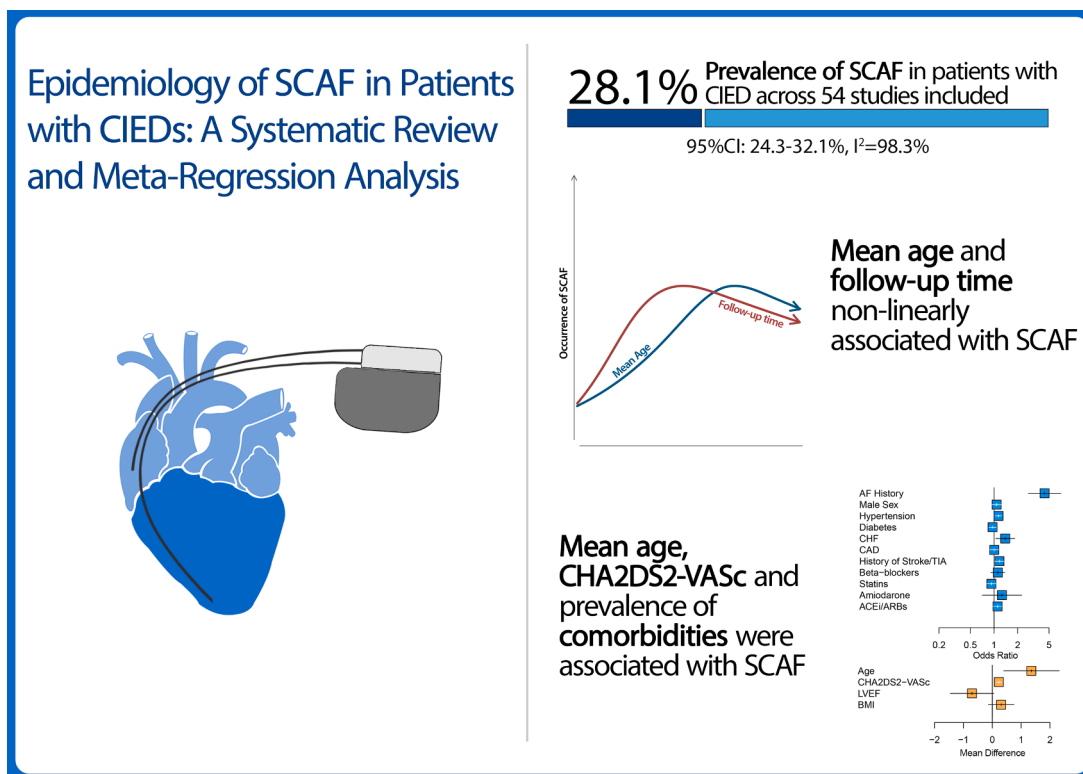 Epidemiology of SCAF in Patients
with CIEDs: A Systematic Review
and Meta-Regression Analysis
28.1%
Prevalence of SCAF in patients with
CIED across 54 studies included
95%CI: 24.3-32.1%, I²=98.3%
Occurrence of SCAF
Follow-up time
Mean Age
Mean age and
follow-up time
non-linearly
associated with SCAF
Mean age,
CHA2DS2-VASc and
prevalence of
comorbidities were
associated with SCAF
AF History
Male Sex
Hypertension
Diabetes
CHF
CAD
History of Stroke/TIA
Beta−blockers
Statins
Amiodarone
ACEi/ARBs
0.2 0.5 1 2 5
Odds Ratio
Age
CHA2DS2−VASc
LVEF
BMI
−2 −1 0 1 2
Mean Difference